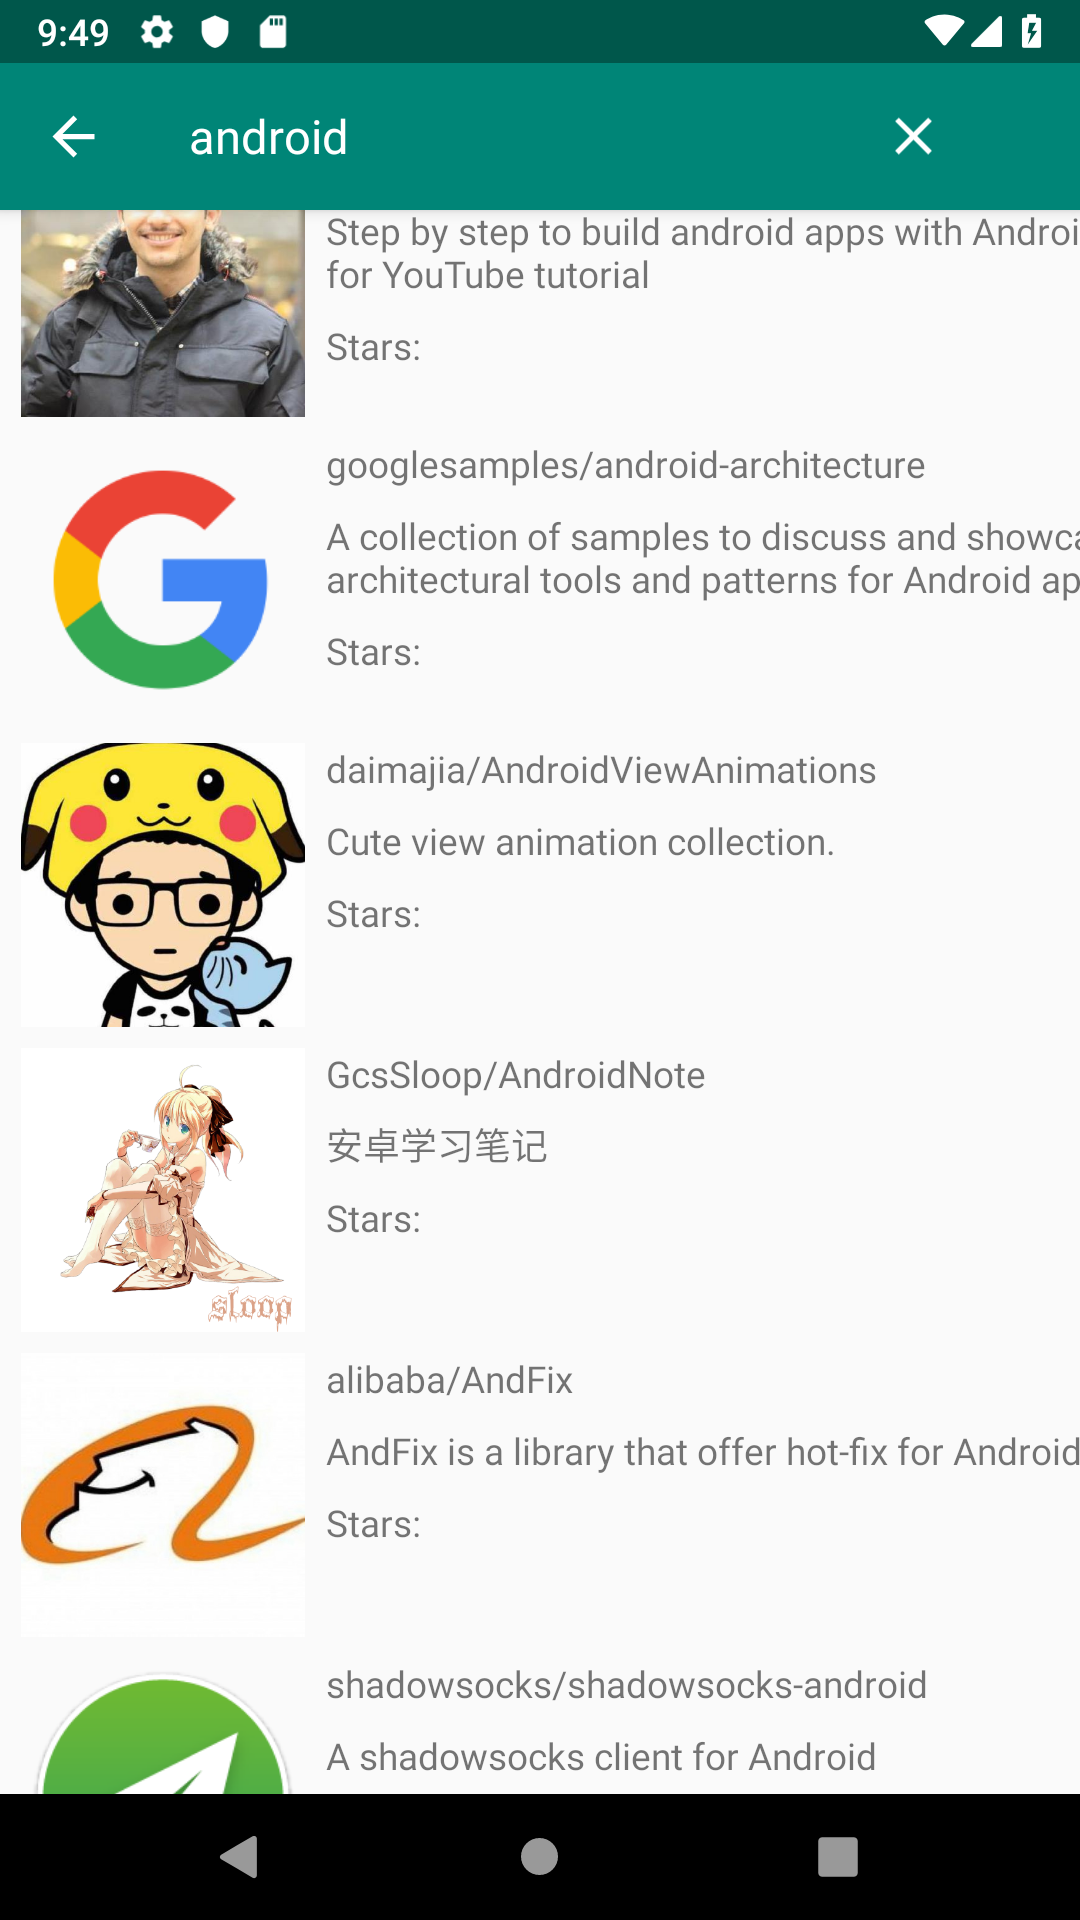 9:49
android
Step by step to build android apps with Androi
for YouTube tutorial
Stars:
googlesamples/android-architecture
A collection of samples to discuss and showca
architectural tools and patterns for Android ap
Stars:
daimajia/AndroidViewAnimations
Cute view animation collection.
Stars:
GcsSloop/AndroidNote
安卓学习笔记
Stars:
sloop
alibaba/AndFix
AndFix is a library that offer hot-fix for Android
Stars:
shadowsocks/shadowsocks-android
A shadowsocks client for Android